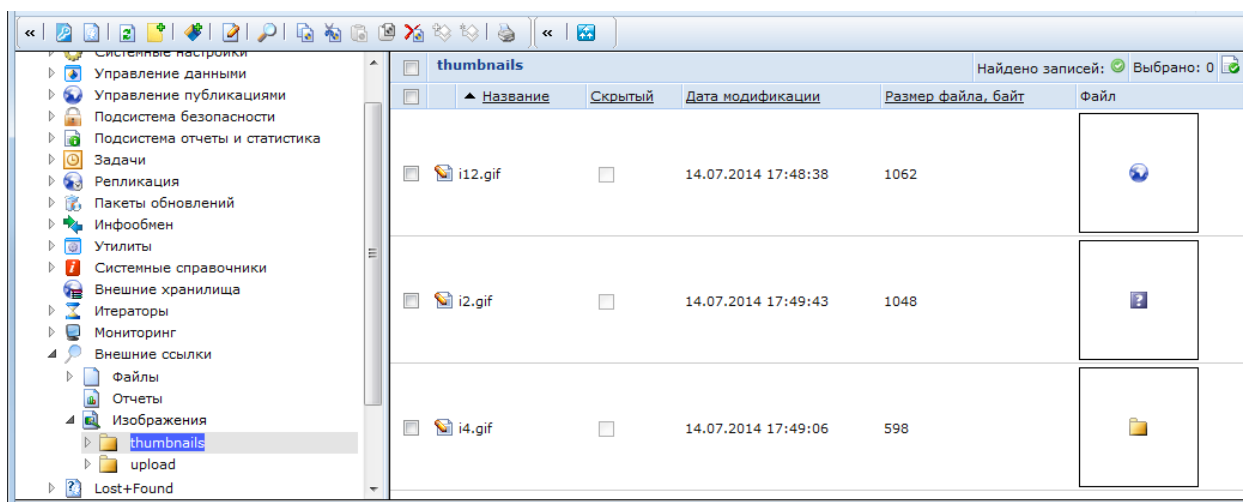 Системные настройки
Управление данными
Управление публикациями
Подсистема безопасности
Подсистема отчеты и статистика
Задачи
Репликация
Пакеты обновлений
Инфообмен
Утилиты
Системные справочники
Внешние хранилища
Итераторы
Мониторинг
Внешние ссылки
Файлы
Отчеты
Изображения
thumbnails
upload
Lost+Found
thumbnails Найдено записей: Выбрано: 0
Название Скрытый Дата модификации Размер файла, байт Файл
i12.gif 14.07.2014 17:48:38 1062
i2.gif 14.07.2014 17:49:43 1048
i4.gif 14.07.2014 17:49:06 598